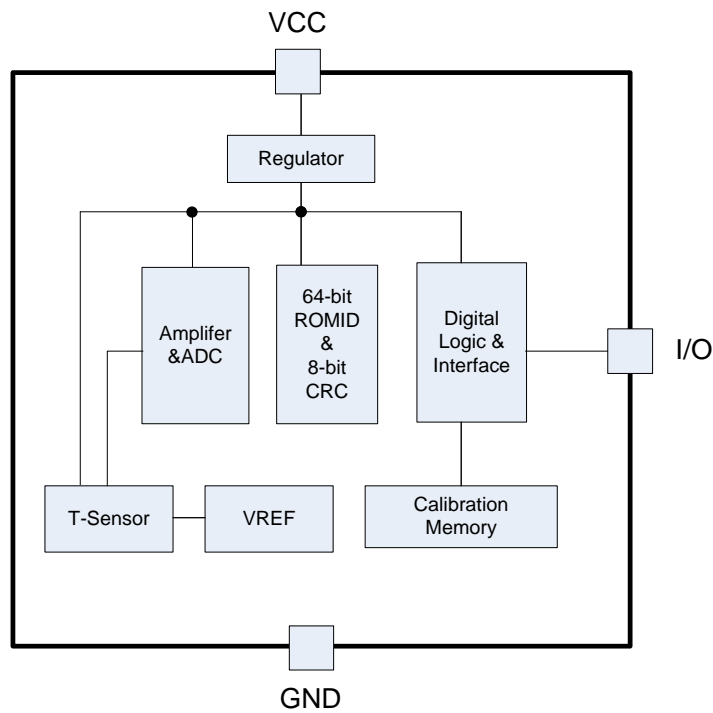 VCC
Regulator
Amplifer
&ADC
64-bit
ROMID
&
8-bit
CRC
Digital
Logic &
Interface
I/O
T-Sensor
VREF
Calibration
Memory
GND